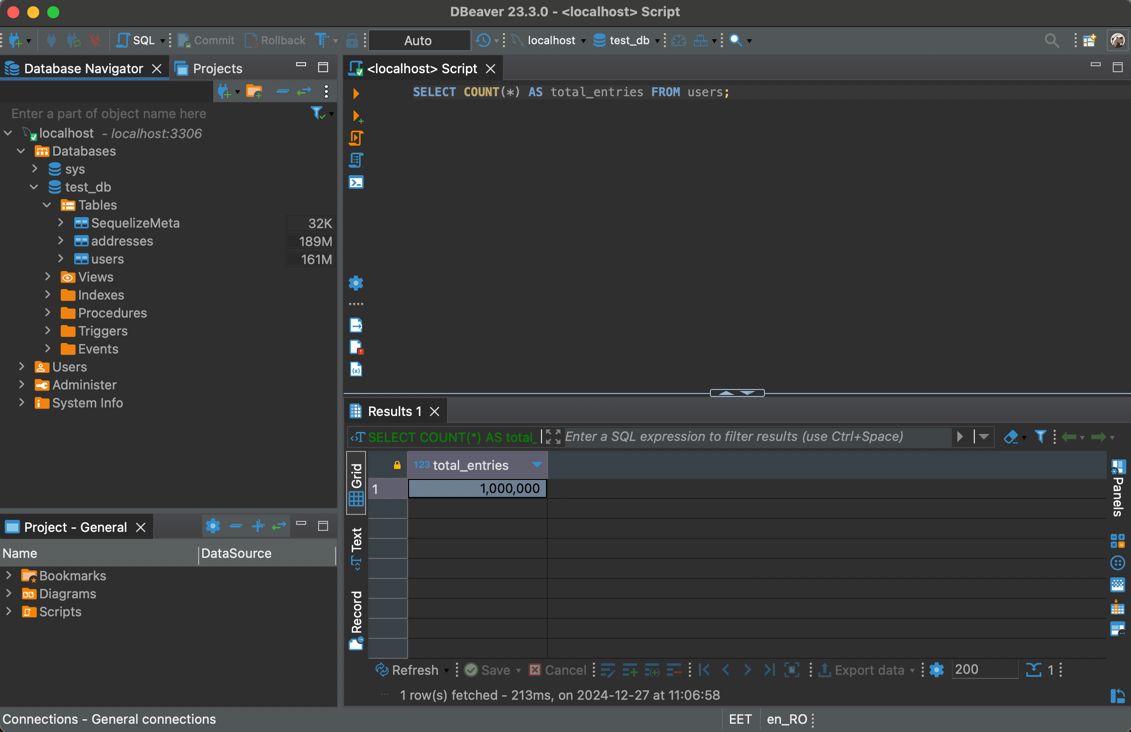 DBeaver 23.3.0 - <localhost> Script
SQL Commit Rollback Auto localhost test_db
Database Navigator Projects
Enter a part of object name here
localhost - localhost:3306
Databases
sys
test_db
Tables
SequelizeMeta 32K
addresses 189M
users 161M
Views
Indexes
Procedures
Triggers
Events
Users
Administer
System Info
Project - General
Name DataSource
Bookmarks
Diagrams
Scripts
<localhost> Script
SELECT COUNT(*) AS total_entries FROM users;
Results 1
SELECT COUNT(*) AS total_ Enter a SQL expression to filter results (use Ctrl+Space)
Grid
Text
Record
123 total_entries
1 1,000,000
Panels
Refresh Save Cancel Export data 200 1
1 row(s) fetched - 213ms, on 2024-12-27 at 11:06:58
Connections - General connections EET en_RO